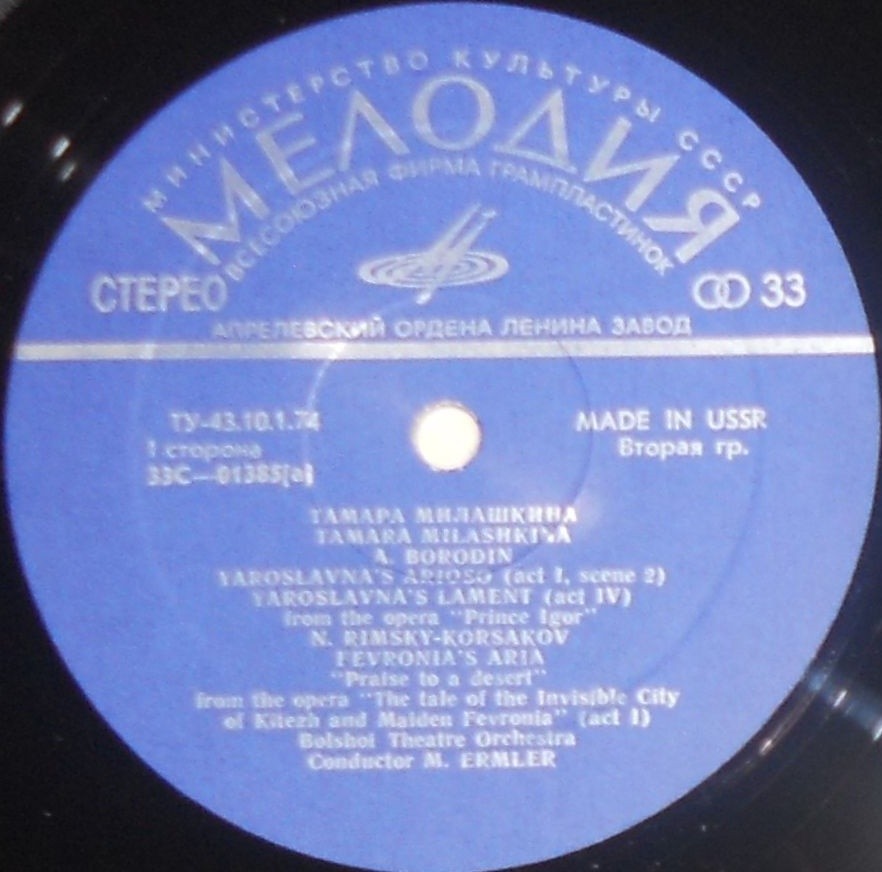 МИНИСТЕРСТВО КУЛЬТУРЫ СССР
МЕЛОДИЯ
ВСЕСОЮЗНАЯ ФИРМА ГРАМПЛАСТИНОК
СТЕРЕО
33
АПРЕЛЕВСКИЙ ОРДЕНА ЛЕНИНА ЗАВОД
ТУ-43.10.1.74
1 сторона
33С—01385(а)
MADE IN USSR
Вторая гр.
ТАМАРА МИЛАШКИНА
TAMARA MILASHKINA
A. BORODIN
YAROSLAVNA'S ARIOSO (act I, scene 2)
YAROSLAVNA'S LAMENT (act IV)
from the opera "Prince Igor"
N. RIMSKY-KORSAKOV
FEVRONIA'S ARIA
"Praise to a desert"
from the opera "The tale of the Invisible City
of Kitezh and Maiden Fevronia" (act I)
Bolshoi Theatre Orchestra
Conductor M. ERMLER